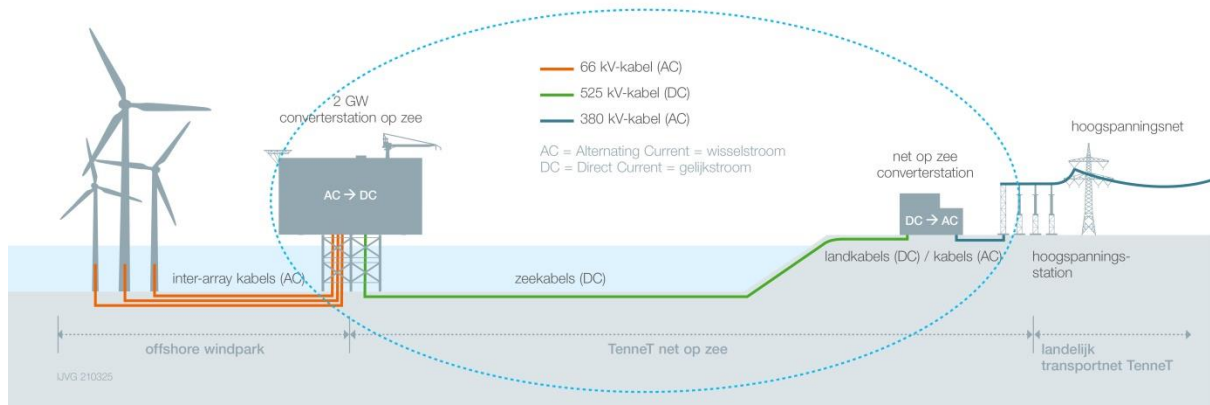 66 kV-kabel (AC)
525 kV-kabel (DC)
380 kV-kabel (AC)
AC = Alternating Current = wisselstroom
DC = Direct Current = gelijkstroom
2 GW
converterstation op zee
AC → DC
hoogspanningsnet
net op zee
converterstation
DC → AC
inter-array kabels (AC)
zeekabels (DC)
landkabels (DC) / kabels (AC)
hoogspannings-
station
offshore windpark
TenneT net op zee
landelijk
transportnet TenneT
IJVG 210325